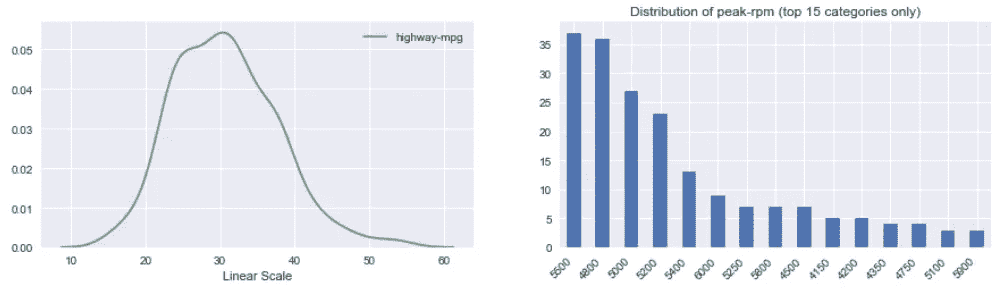 0.05
0.04
0.03
0.02
0.01
0.00
10 20 30 40 50 60
Linear Scale
highway-mpg
Distribution of peak-rpm (top 15 categories only)
35
30
25
20
15
10
5
0
5500 4800 5000 5200 5400 6000 5250 5800 4500 4150 4200 4350 4750 5100 5900